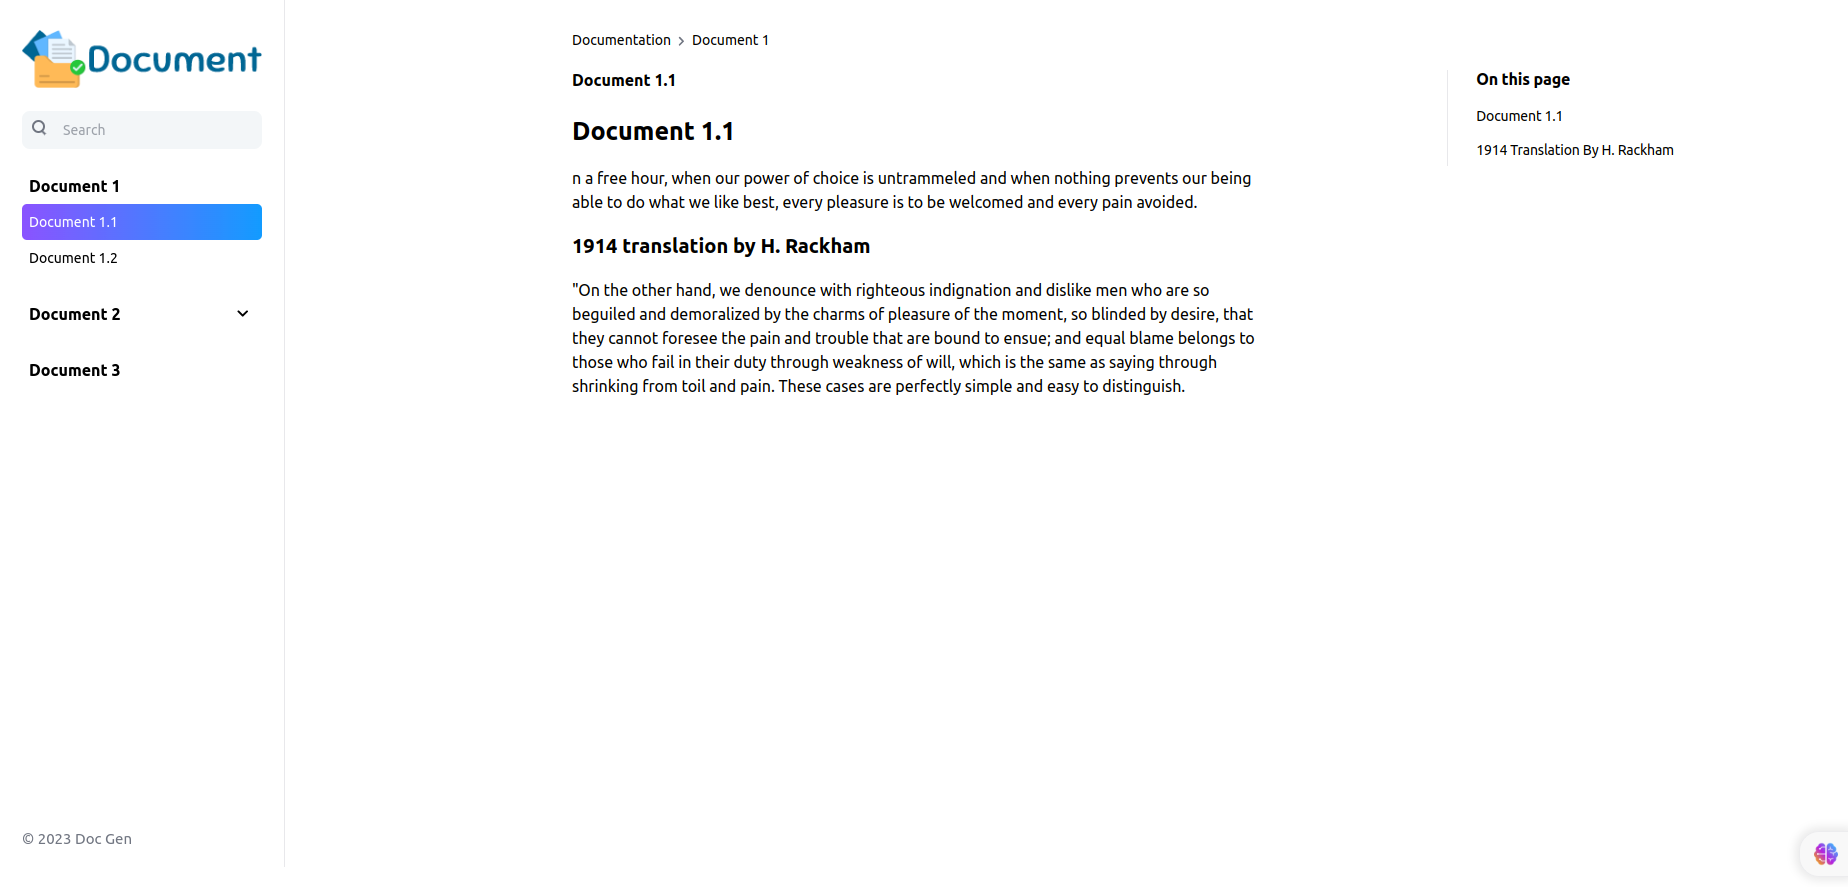 Document
Search
Document 1
Document 1.1
Document 1.2
Document 2
Document 3
© 2023 Doc Gen
Documentation > Document 1
Document 1.1
Document 1.1
n a free hour, when our power of choice is untrammeled and when nothing prevents our being
able to do what we like best, every pleasure is to be welcomed and every pain avoided.
1914 translation by H. Rackham
"On the other hand, we denounce with righteous indignation and dislike men who are so
beguiled and demoralized by the charms of pleasure of the moment, so blinded by desire, that
they cannot foresee the pain and trouble that are bound to ensue; and equal blame belongs to
those who fail in their duty through weakness of will, which is the same as saying through
shrinking from toil and pain. These cases are perfectly simple and easy to distinguish.
On this page
Document 1.1
1914 Translation By H. Rackham